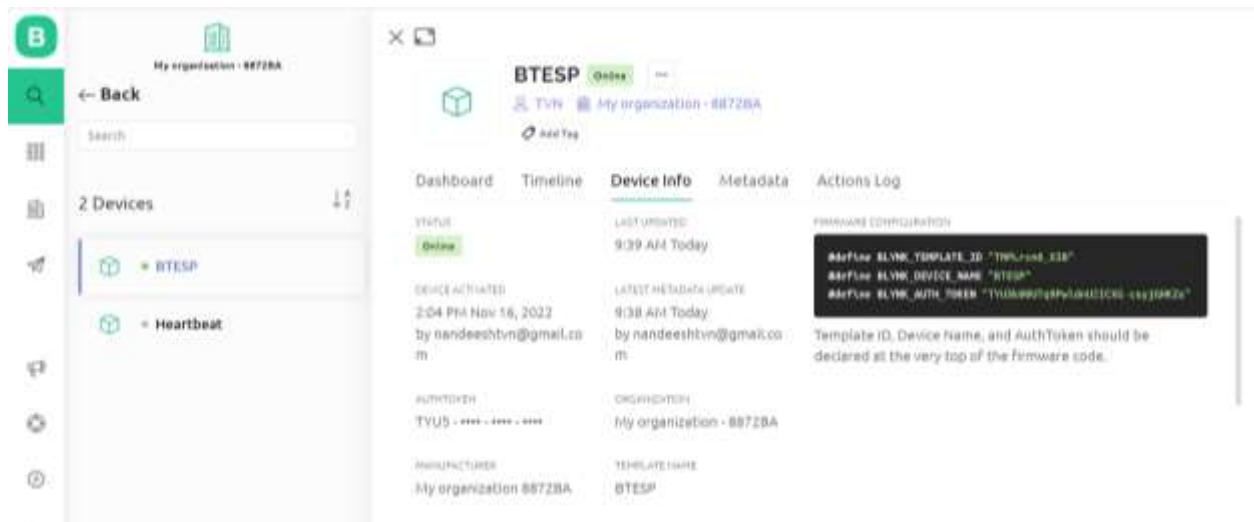 B
My organization - 8872BA
← Back
Search
2 Devices
BTESP
Heartbeat
BTESP Online
TVN My organization - 8872BA
Add Tag
Dashboard Timeline Device Info Metadata Actions Log
STATUS
Online
DEVICE ACTIVATED
2:04 PM Nov 16, 2022
by nandeeshtvn@gmail.co
m
AUTHTOKEN
TYU5 - •••• - •••• - ••••
MANUFACTURER
My organization 8872BA
LAST UPDATED
9:39 AM Today
LATEST METADATA UPDATE
9:38 AM Today
by nandeeshtvn@gmail.co
m
ORGANIZATION
My organization - 8872BA
TEMPLATE NAME
BTESP
FIRMWARE CONFIGURATION
#define BLYNK_TEMPLATE_ID
#define BLYNK_DEVICE_NAME "BTESP"
#define BLYNK_AUTH_TOKEN
Template ID, Device Name, and AuthToken should be
declared at the very top of the firmware code.